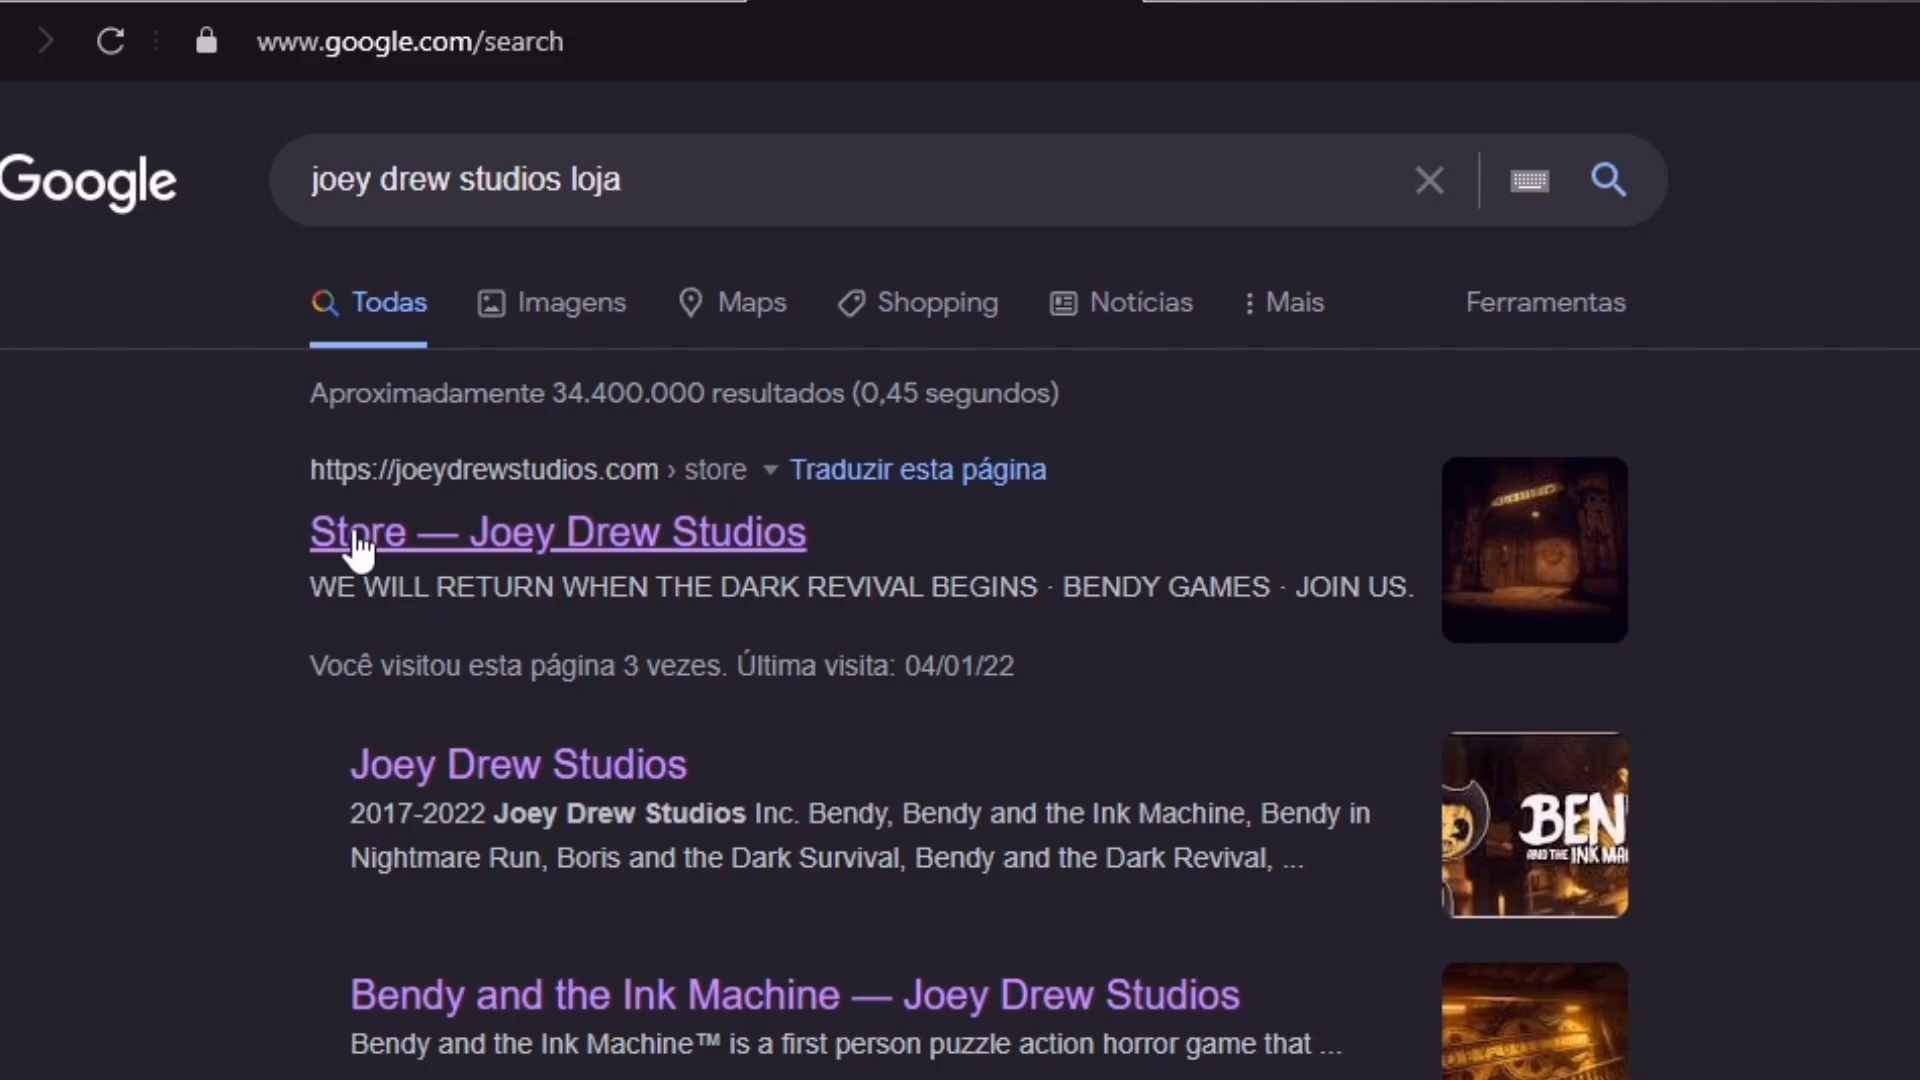 www.google.com/search
Google
joey drew studios loja
Todas
Imagens
Maps
Shopping
Notícias
Mais
Ferramentas
Aproximadamente 34.400.000 resultados (0,45 segundos)
https://joeydrewstudios.com › store
Traduzir esta página
Store — Joey Drew Studios
WE WILL RETURN WHEN THE DARK REVIVAL BEGINS · BENDY GAMES · JOIN US.
Você visitou esta página 3 vezes. Última visita: 04/01/22
Joey Drew Studios
2017-2022 Joey Drew Studios Inc. Bendy, Bendy and the Ink Machine, Bendy in
Nightmare Run, Boris and the Dark Survival, Bendy and the Dark Revival, ...
BEN
AND THE INK MA
Bendy and the Ink Machine — Joey Drew Studios
Bendy and the Ink Machine™ is a first person puzzle action horror game that ...